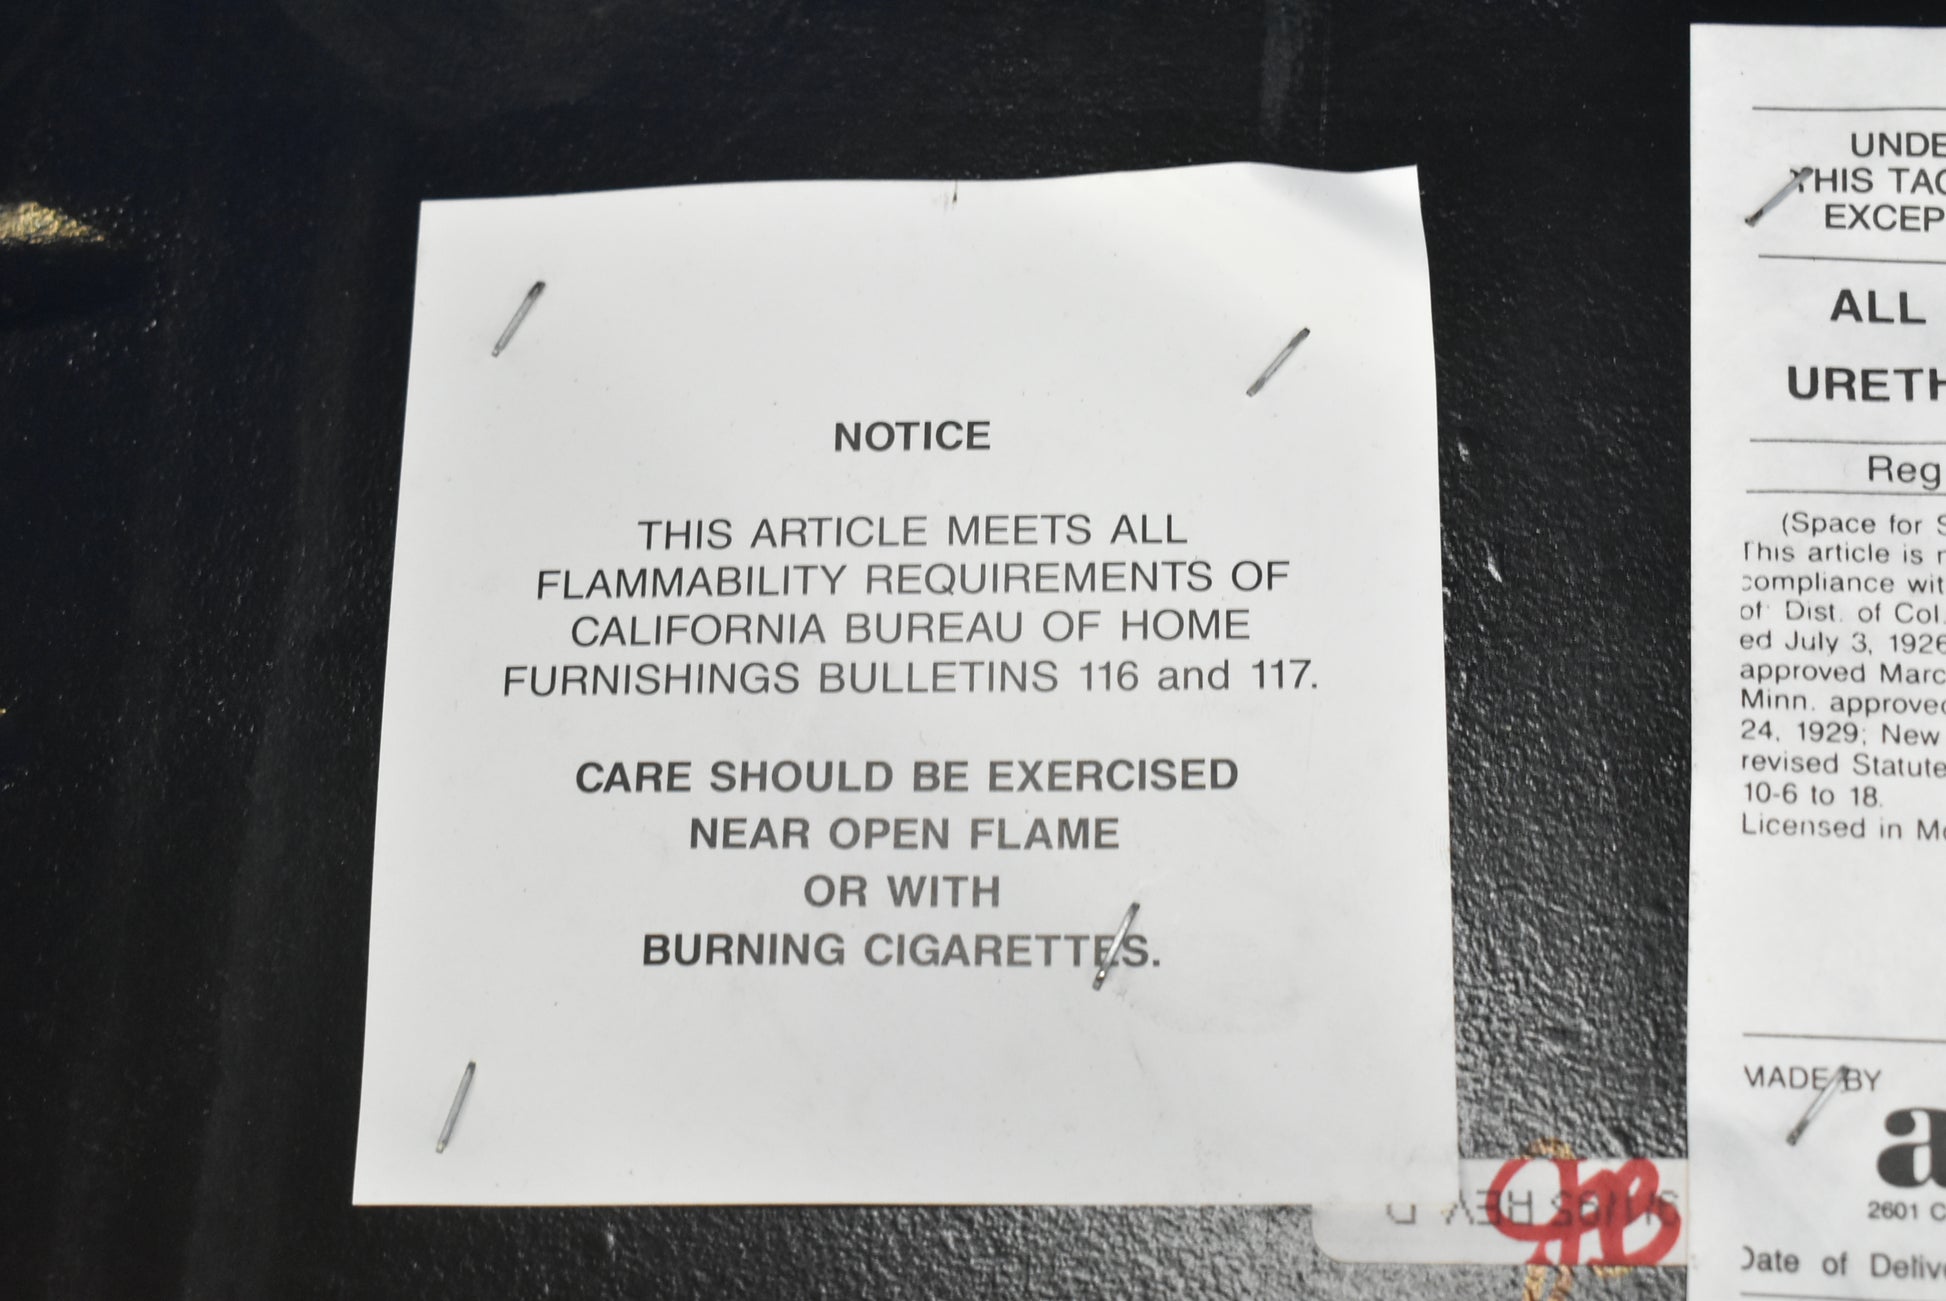 NOTICE
THIS ARTICLE MEETS ALL
FLAMMABILITY REQUIREMENTS OF
CALIFORNIA BUREAU OF HOME
FURNISHINGS BULLETINS 116 and 117.
CARE SHOULD BE EXERCISED
NEAR OPEN FLAME
OR WITH
BURNING CIGARETTES.
UNDE
THIS TAG
EXCEP
ALL
URETH
Reg
(Space for S
This article is
compliance wit
of Dist. of Col.
ed July 3, 1926
approved Marc
Minn. approved
24, 1929; New
revised Statute
10-6 to 18.
Licensed in
MADE BY
a
2601 C
Date of Delive